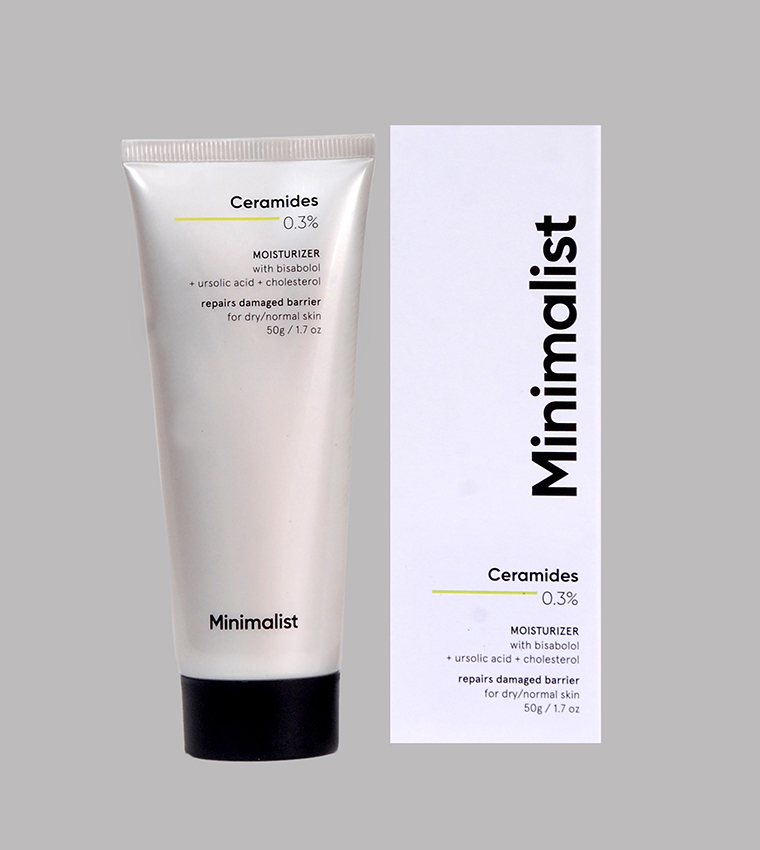 Ceramides
0.3%
MOISTURIZER
with bisabolol
+ ursolic acid + cholesterol
repairs damaged barrier
for dry/normal skin
50g / 1.7 oz
Minimalist
Minimalist
Ceramides
0.3%
MOISTURIZER
with bisabolol
+ ursolic acid + cholesterol
repairs damaged barrier
for dry/normal skin
50g / 1.7 oz